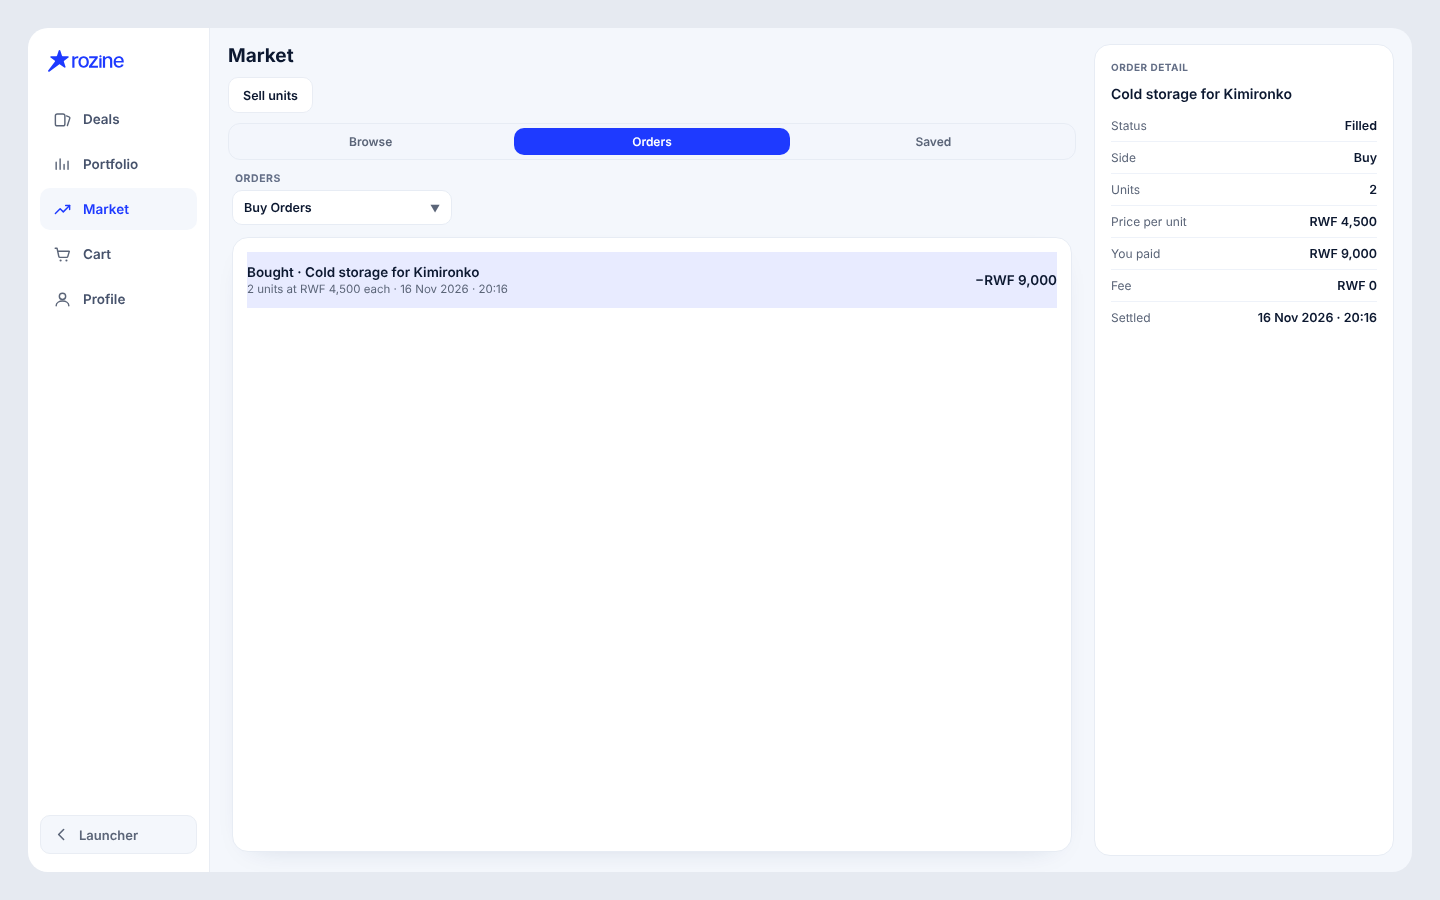 rozine
Deals
Portfolio
Market
Cart
Profile
Launcher
Market
Sell units
Browse
Orders
Saved
ORDERS
Buy Orders
Bought · Cold storage for Kimironko
2 units at RWF 4,500 each · 16 Nov 2026 · 20:16
−RWF 9,000
ORDER DETAIL
Cold storage for Kimironko
Status Filled
Side Buy
Units 2
Price per unit RWF 4,500
You paid RWF 9,000
Fee RWF 0
Settled 16 Nov 2026 · 20:16